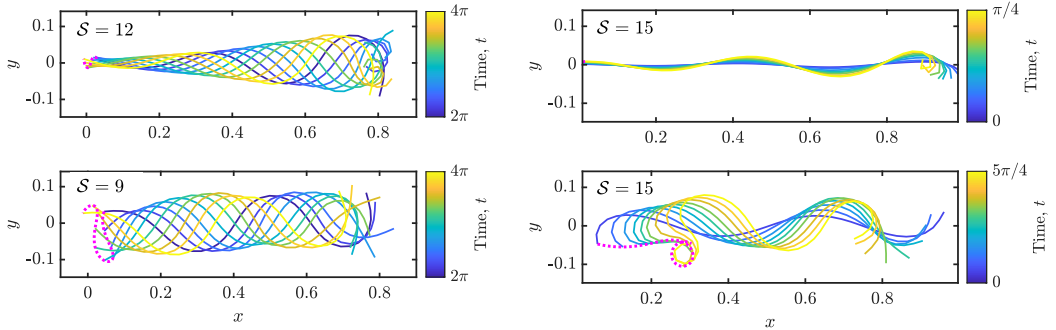 𝒮 = 12
0.1
0
-0.1
y
0 0.2 0.4 0.6 0.8
4π
2π
Time, t
𝒮 = 15
0.1
0
-0.1
y
0.2 0.4 0.6 0.8
π/4
0
Time, t
𝒮 = 9
0.1
0
-0.1
y
0 0.2 0.4 0.6 0.8
x
4π
2π
Time, t
𝒮 = 15
0.1
0
-0.1
y
0.2 0.4 0.6 0.8
x
5π/4
0
Time, t